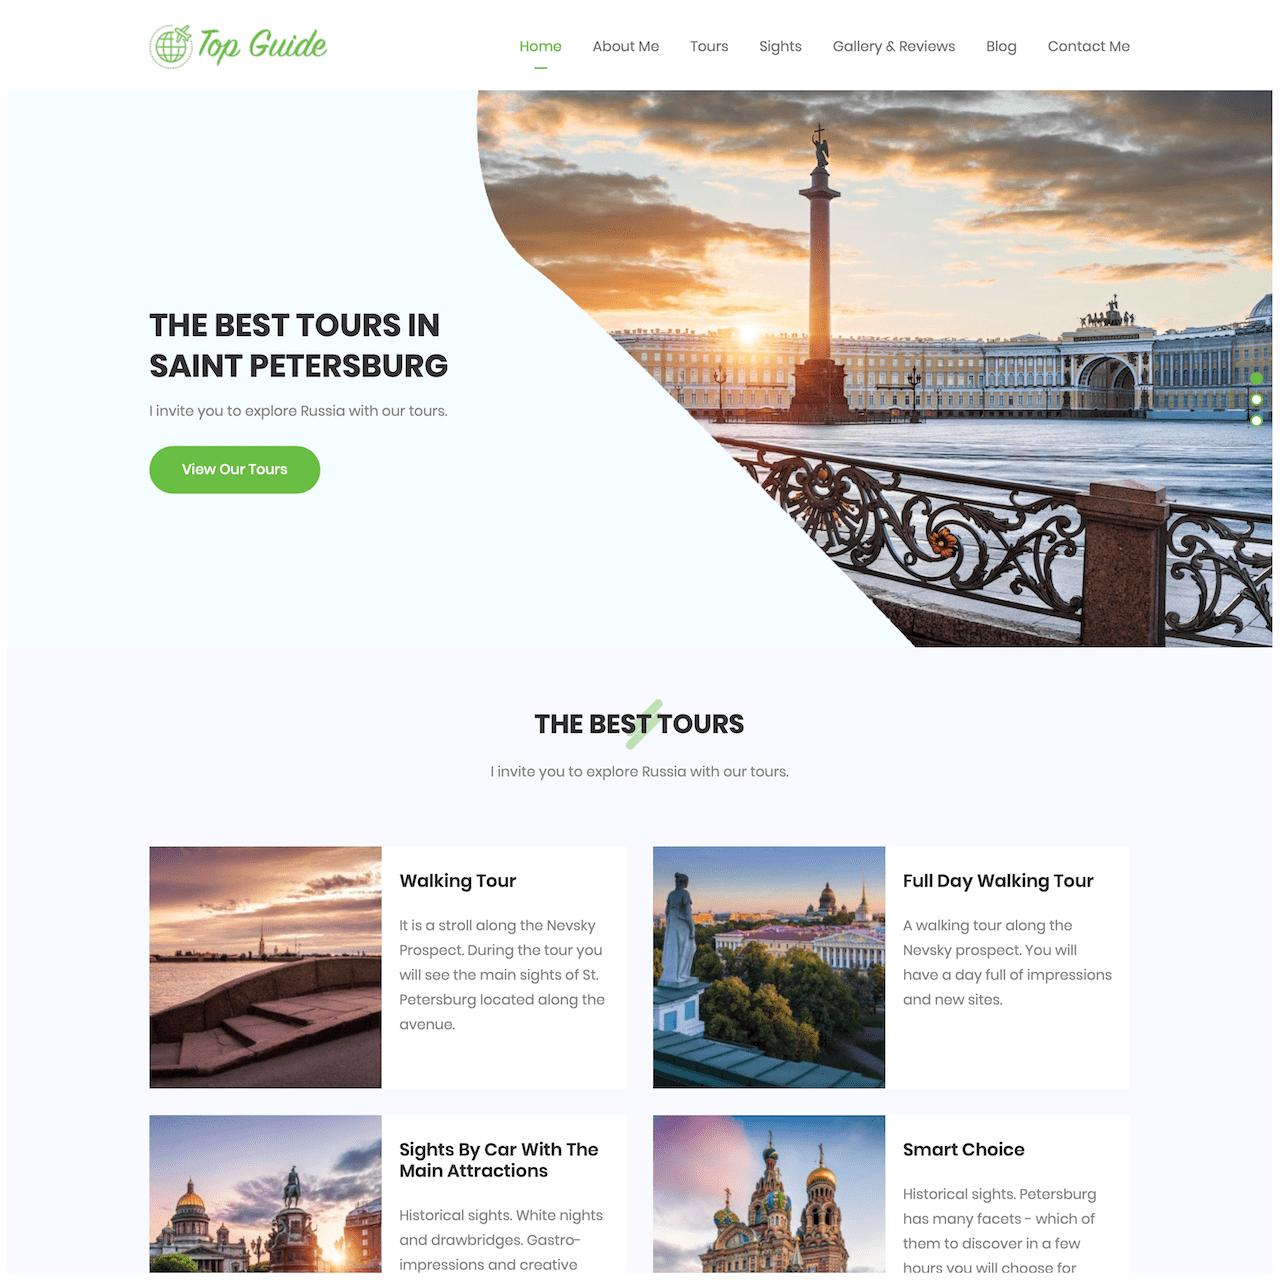 Top Guide
Home About Me Tours Sights Gallery & Reviews Blog Contact Me
THE BEST TOURS IN
SAINT PETERSBURG
I invite you to explore Russia with our tours.
View Our Tours
THE BEST TOURS
I invite you to explore Russia with our tours.
Walking Tour
It is a stroll along the Nevsky
Prospect. During the tour you
will see the main sights of St.
Petersburg located along the
avenue.
Full Day Walking Tour
A walking tour along the
Nevsky prospect. You will
have a day full of impressions
and new sites.
Sights By Car With The
Main Attractions
Historical sights. White nights
and drawbridges. Gastro-
impressions and creative
Smart Choice
Historical sights. Petersburg
has many facets - which of
them to discover in a few
hours you will choose for